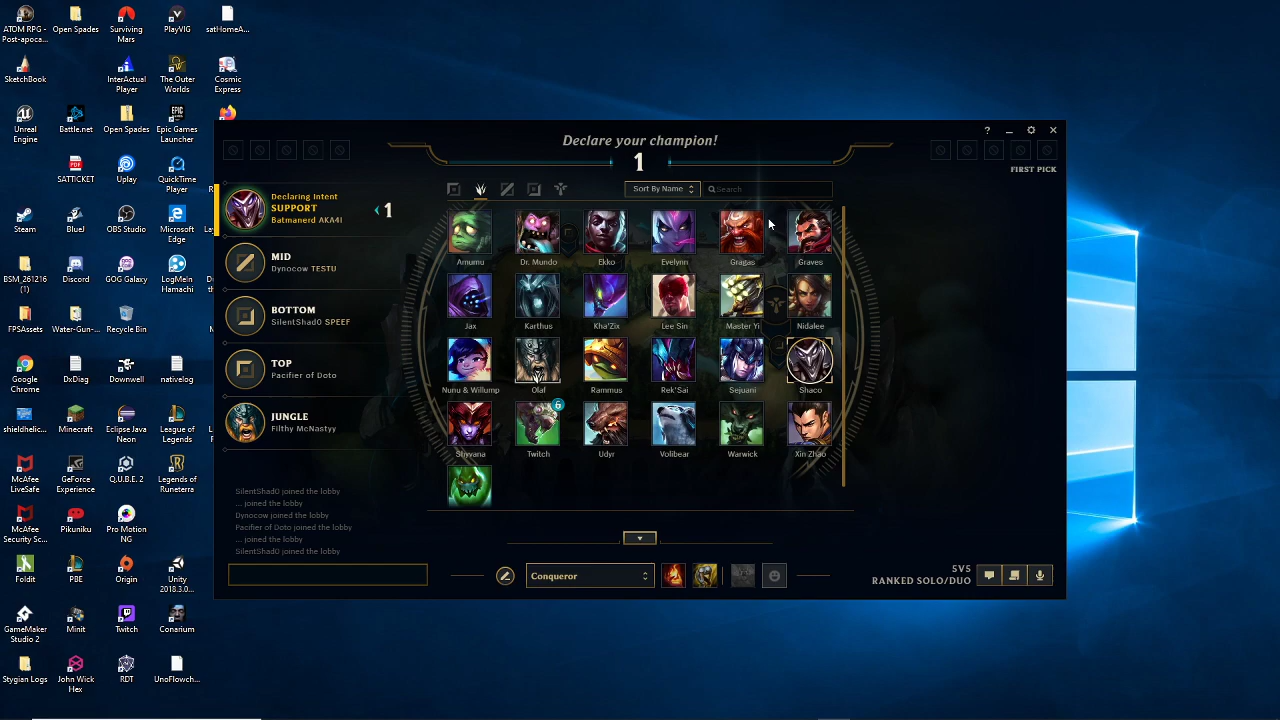 ATOM RPG -
Post-apoca...
Open Spades
Surviving
Mars
PlayVIG
satHomeA...
SketchBook
InterActual
Player
The Outer
Worlds
Cosmic
Express
Unreal
Engine
Battle.net
Open Spades
Epic Games
Launcher
SATTICKET
Uplay
QuickTime
Player
Steam
BlueJ
OBS Studio
Microsoft
Edge
BSM_261216
(1)
Discord
GOG Galaxy
LogMeIn
Hamachi
FPSAssets
Water-Gun-...
Recycle Bin
Google
Chrome
DxDiag
Downwell
nativelog
shieldhelic...
Minecraft
Eclipse Java
Neon
League of
Legends
McAfee
LiveSafe
GeForce
Experience
Q.U.B.E. 2
Legends of
Runeterra
McAfee
Security Sc...
Pikuniku
Pro Motion
NG
Foldit
PBE
Origin
Unity
2018.3.0...
GameMaker
Studio 2
Minit
Twitch
Conarium
Stygian Logs
John Wick
Hex
RDT
UnoFlowch...
Declare your champion!
1
FIRST PICK
Sort By Name
Search
Declaring Intent
SUPPORT
Batmanerd AKA4I
1
MID
Dynocow TESTU
BOTTOM
SilentShad0 SPEEF
TOP
Pacifier of Doto
JUNGLE
Filthy McNastyy
Amumu
Dr. Mundo
Ekko
Evelynn
Gragas
Graves
Jax
Karthus
Kha'Zix
Lee Sin
Master Yi
Nidalee
Nunu & Willump
Olaf
Rammus
Rek'Sai
Sejuani
Shaco
6
Shyvana
Twitch
Udyr
Volibear
Warwick
Xin Zhao
SilentShad0 joined the lobby
... joined the lobby
Dynocow joined the lobby
Pacifier of Doto joined the lobby
... joined the lobby
SilentShad0 joined the lobby
Conqueror
5V5
RANKED SOLO/DUO